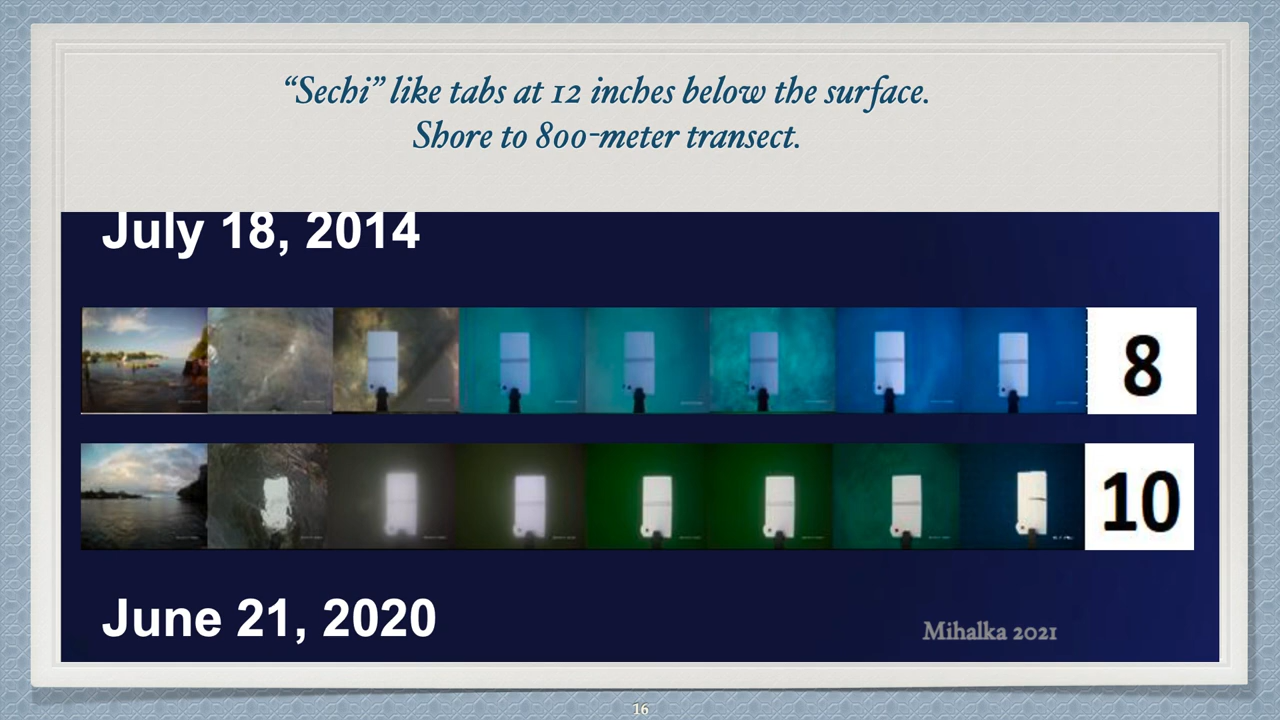 “Sechi” like tabs at 12 inches below the surface.
Shore to 800-meter transect.
July 18, 2014
8
10
June 21, 2020
Mihalka 2021
16